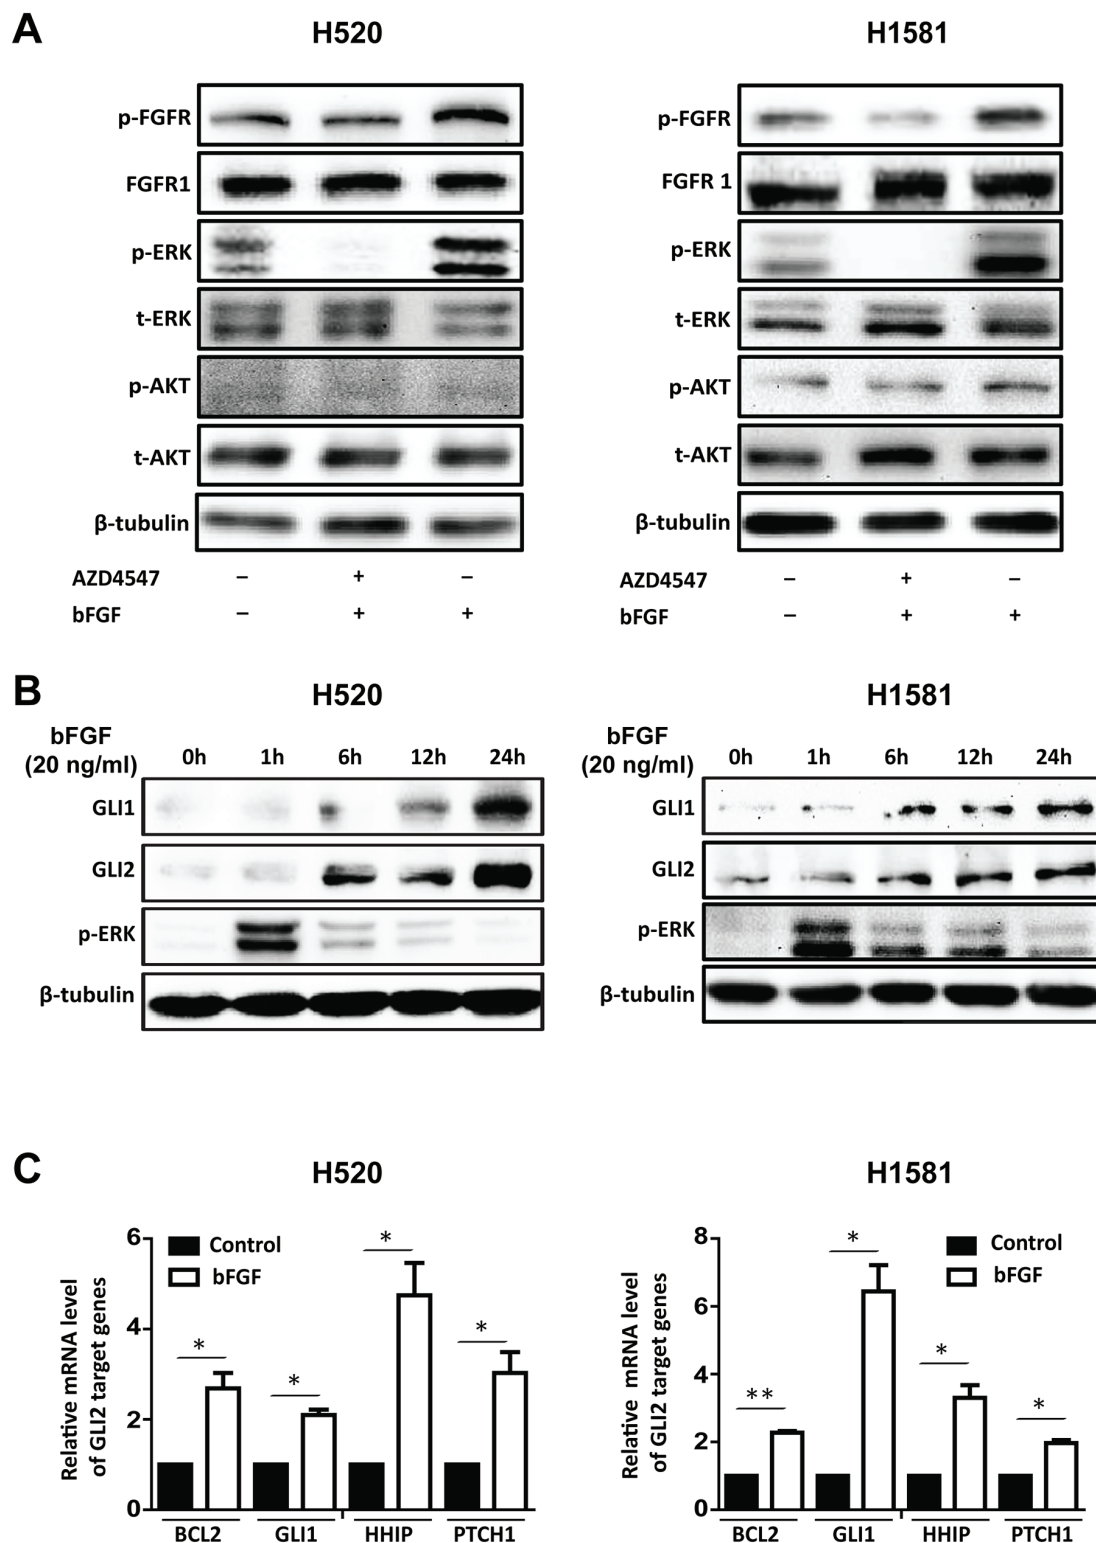 A
H520
H1581
p-FGFR
FGFR1
p-ERK
t-ERK
p-AKT
t-AKT
β-tubulin
AZD4547 – + –
bFGF – + +
p-FGFR
FGFR 1
p-ERK
t-ERK
p-AKT
t-AKT
β-tubulin
AZD4547 – + –
bFGF – + +
B
H520
bFGF
(20 ng/ml) 0h 1h 6h 12h 24h
GLI1
GLI2
p-ERK
β-tubulin
H1581
bFGF
(20 ng/ml) 0h 1h 6h 12h 24h
GLI1
GLI2
p-ERK
β-tubulin
C
H520
Relative mRNA level
of GLI2 target genes
6
4
2
0
Control
bFGF
*
*
*
*
BCL2 GLI1 HHIP PTCH1
H1581
Relative mRNA level
of GLI2 target genes
8
6
4
2
0
Control
bFGF
**
*
*
*
BCL2 GLI1 HHIP PTCH1